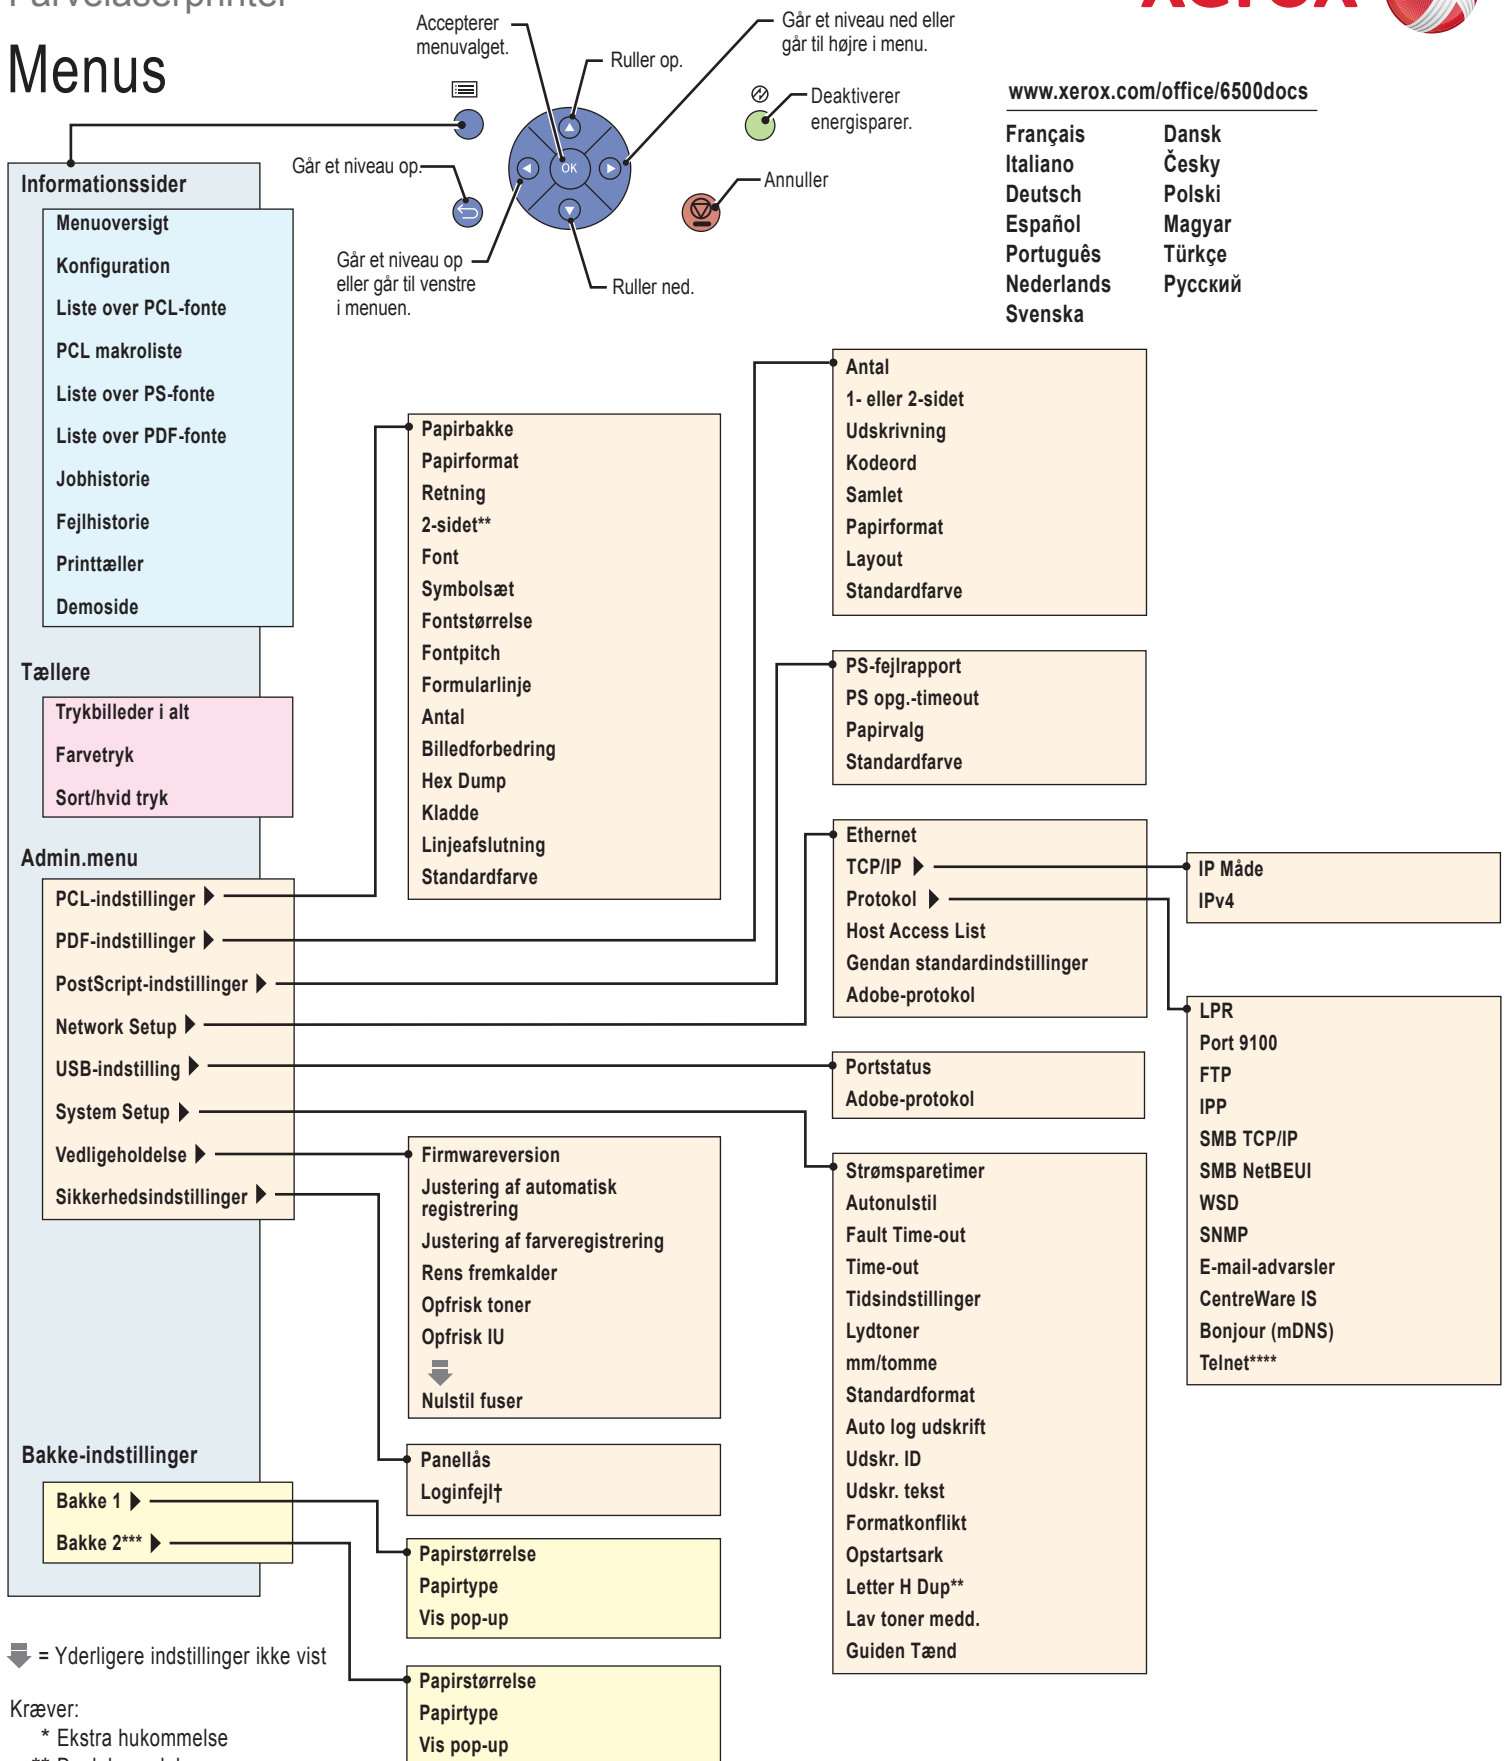 Farvelaserprinter
Menus
XEROX
Accepterer
menuvalget.
Ruller op.
Går et niveau ned eller
går til højre i menu.
Deaktiverer
energisparer.
Går et niveau op.
OK
Annuller
Går et niveau op
eller går til venstre
i menuen.
Ruller ned.
www.xerox.com/office/6500docs
Français
Italiano
Deutsch
Español
Português
Nederlands
Svenska
Dansk
Česky
Polski
Magyar
Türkçe
Русский
Informationssider
Menuoversigt
Konfiguration
Liste over PCL-fonte
PCL makroliste
Liste over PS-fonte
Liste over PDF-fonte
Jobhistorie
Fejlhistorie
Printtæller
Demoside
Tællere
Trykbilleder i alt
Farvetryk
Sort/hvid tryk
Admin.menu
PCL-indstillinger
PDF-indstillinger
PostScript-indstillinger
Network Setup
USB-indstilling
System Setup
Vedligeholdelse
Sikkerhedsindstillinger
Bakke-indstillinger
Bakke 1
Bakke 2***
Papirbakke
Papirformat
Retning
2-sidet**
Font
Symbolsæt
Fontstørrelse
Fontpitch
Formularlinje
Antal
Billedforbedring
Hex Dump
Kladde
Linjeafslutning
Standardfarve
Firmwareversion
Justering af automatisk
registrering
Justering af farveregistrering
Rens fremkalder
Opfrisk toner
Opfrisk IU
Nulstil fuser
Panellås
Loginfejl†
Papirstørrelse
Papirtype
Vis pop-up
Papirstørrelse
Papirtype
Vis pop-up
Antal
1- eller 2-sidet
Udskrivning
Kodeord
Samlet
Papirformat
Layout
Standardfarve
PS-fejlrapport
PS opg.-timeout
Papirvalg
Standardfarve
Ethernet
TCP/IP
Protokol
Host Access List
Gendan standardindstillinger
Adobe-protokol
Portstatus
Adobe-protokol
Strømsparetimer
Autonulstil
Fault Time-out
Time-out
Tidsindstillinger
Lydtoner
mm/tomme
Standardformat
Auto log udskrift
Udskr. ID
Udskr. tekst
Formatkonflikt
Opstartsark
Letter H Dup**
Lav toner medd.
Guiden Tænd
IP Måde
IPv4
LPR
Port 9100
FTP
IPP
SMB TCP/IP
SMB NetBEUI
WSD
SNMP
E-mail-advarsler
CentreWare IS
Bonjour (mDNS)
Telnet****
= Yderligere indstillinger ikke vist
Kræver:
* Ekstra hukommelse